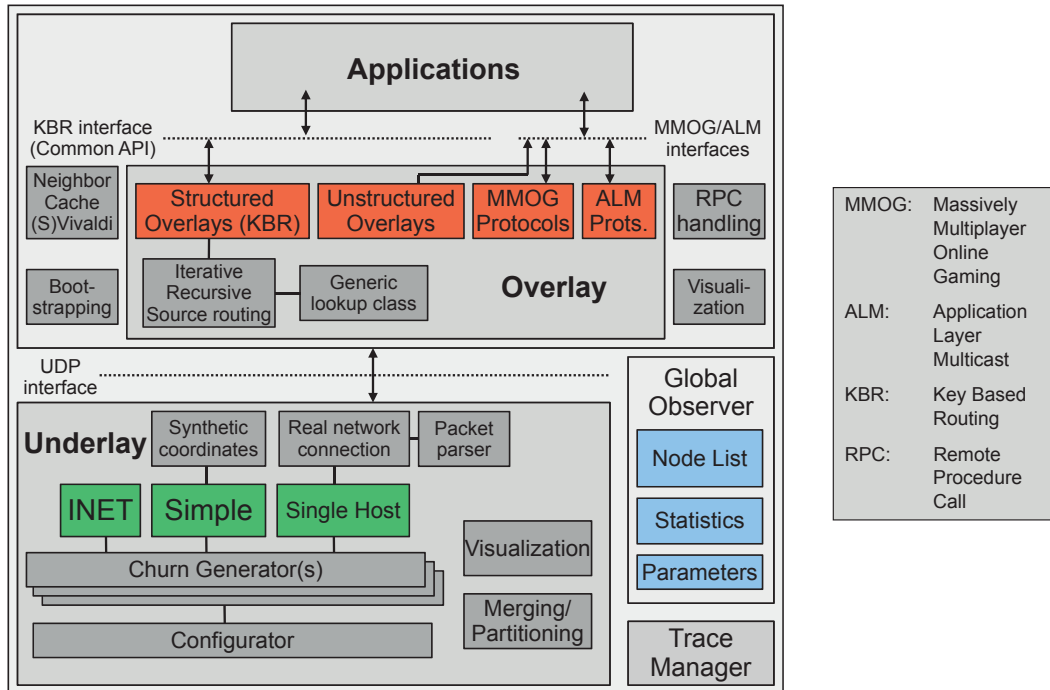 Applications
KBR interface
(Common API)
MMOG/ALM
interfaces
Neighbor
Cache
(S)Vivaldi
Structured
Overlays (KBR)
Unstructured
Overlays
MMOG
Protocols
ALM
Prots.
RPC
handling
Boot-
strapping
Iterative
Recursive
Source routing
Generic
lookup class
Overlay
Visuali-
zation
UDP
interface
Underlay
Synthetic
coordinates
Real network
connection
Packet
parser
INET
Simple
Single Host
Visualization
Churn Generator(s)
Merging/
Partitioning
Configurator
Global
Observer
Node List
Statistics
Parameters
Trace
Manager
MMOG: Massively
Multiplayer
Online
Gaming
ALM: Application
Layer
Multicast
KBR: Key Based
Routing
RPC: Remote
Procedure
Call